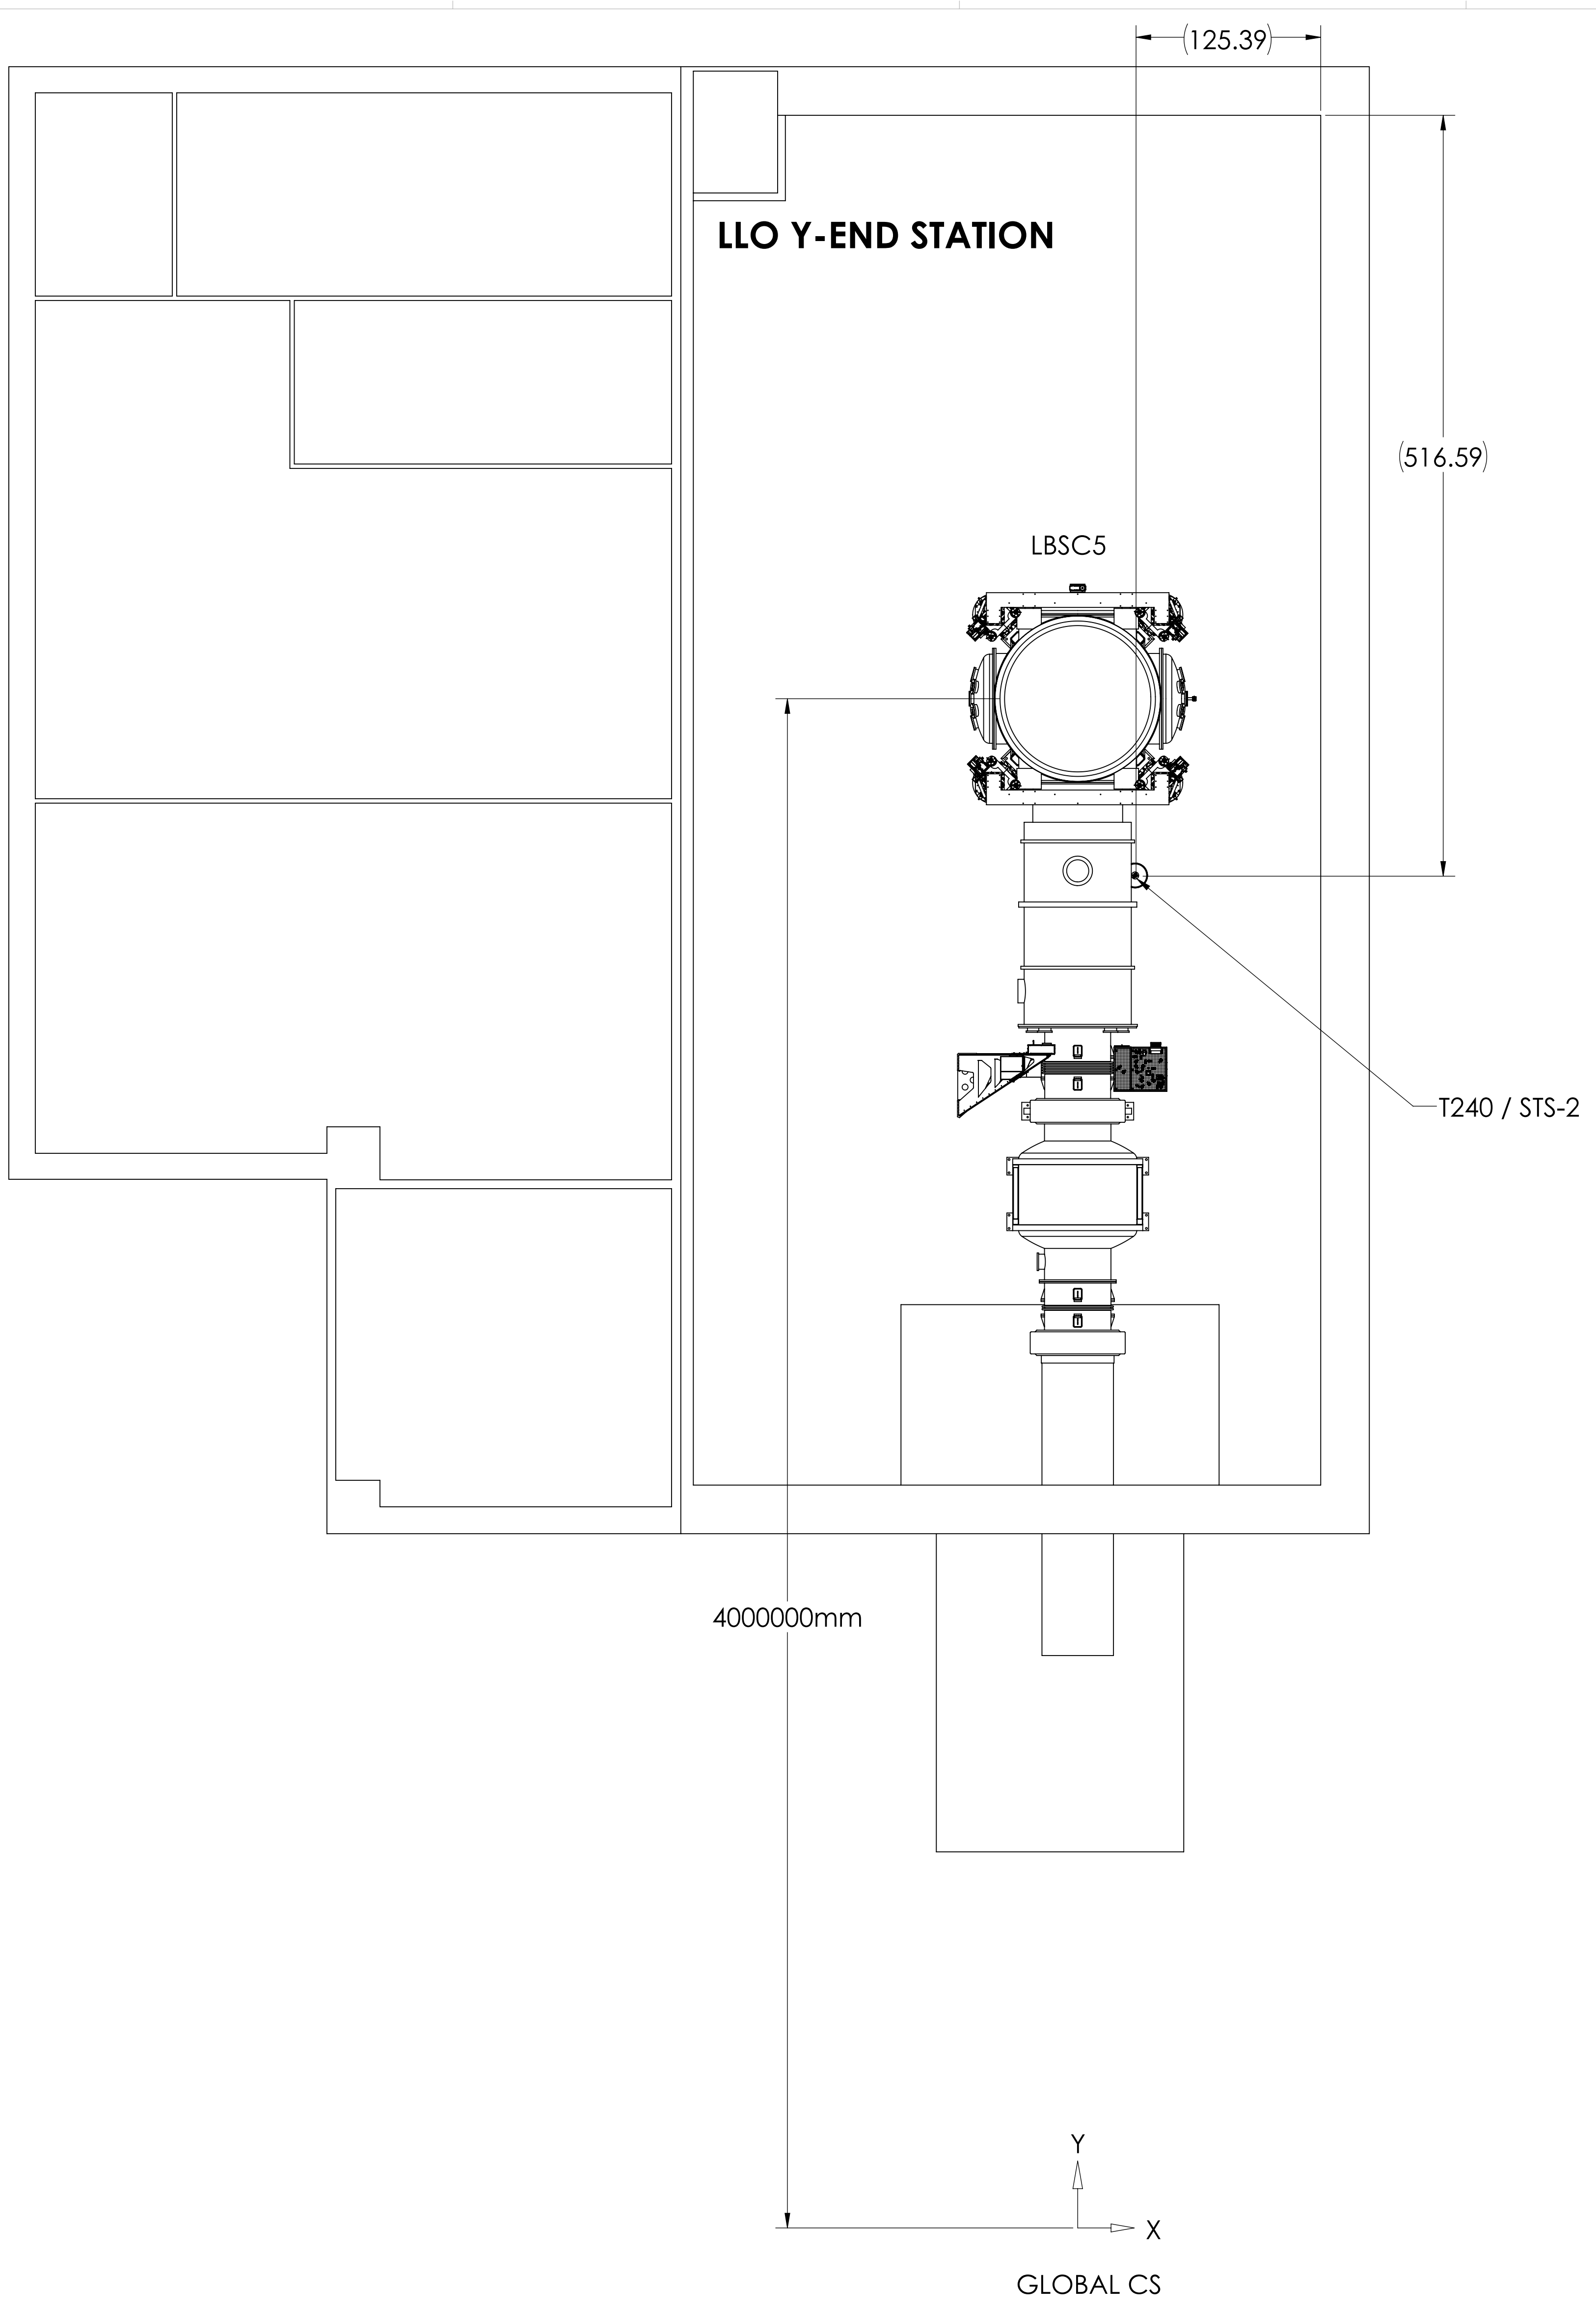 (125.39)
LLO Y-END STATION
(516.59)
LBSC5
T240 / STS-2
4000000mm
Y
X
GLOBAL CS